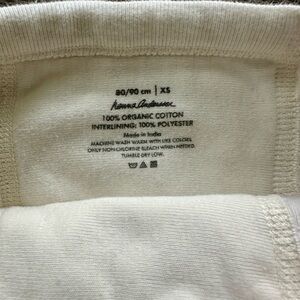 80/90 cm | XS
hanna andersson
100% ORGANIC COTTON
INTERLINING: 100% POLYESTER
Made in India
MACHINE WASH WARM WITH LIKE COLORS.
ONLY NON-CHLORINE BLEACH WHEN NEEDED.
TUMBLE DRY LOW.